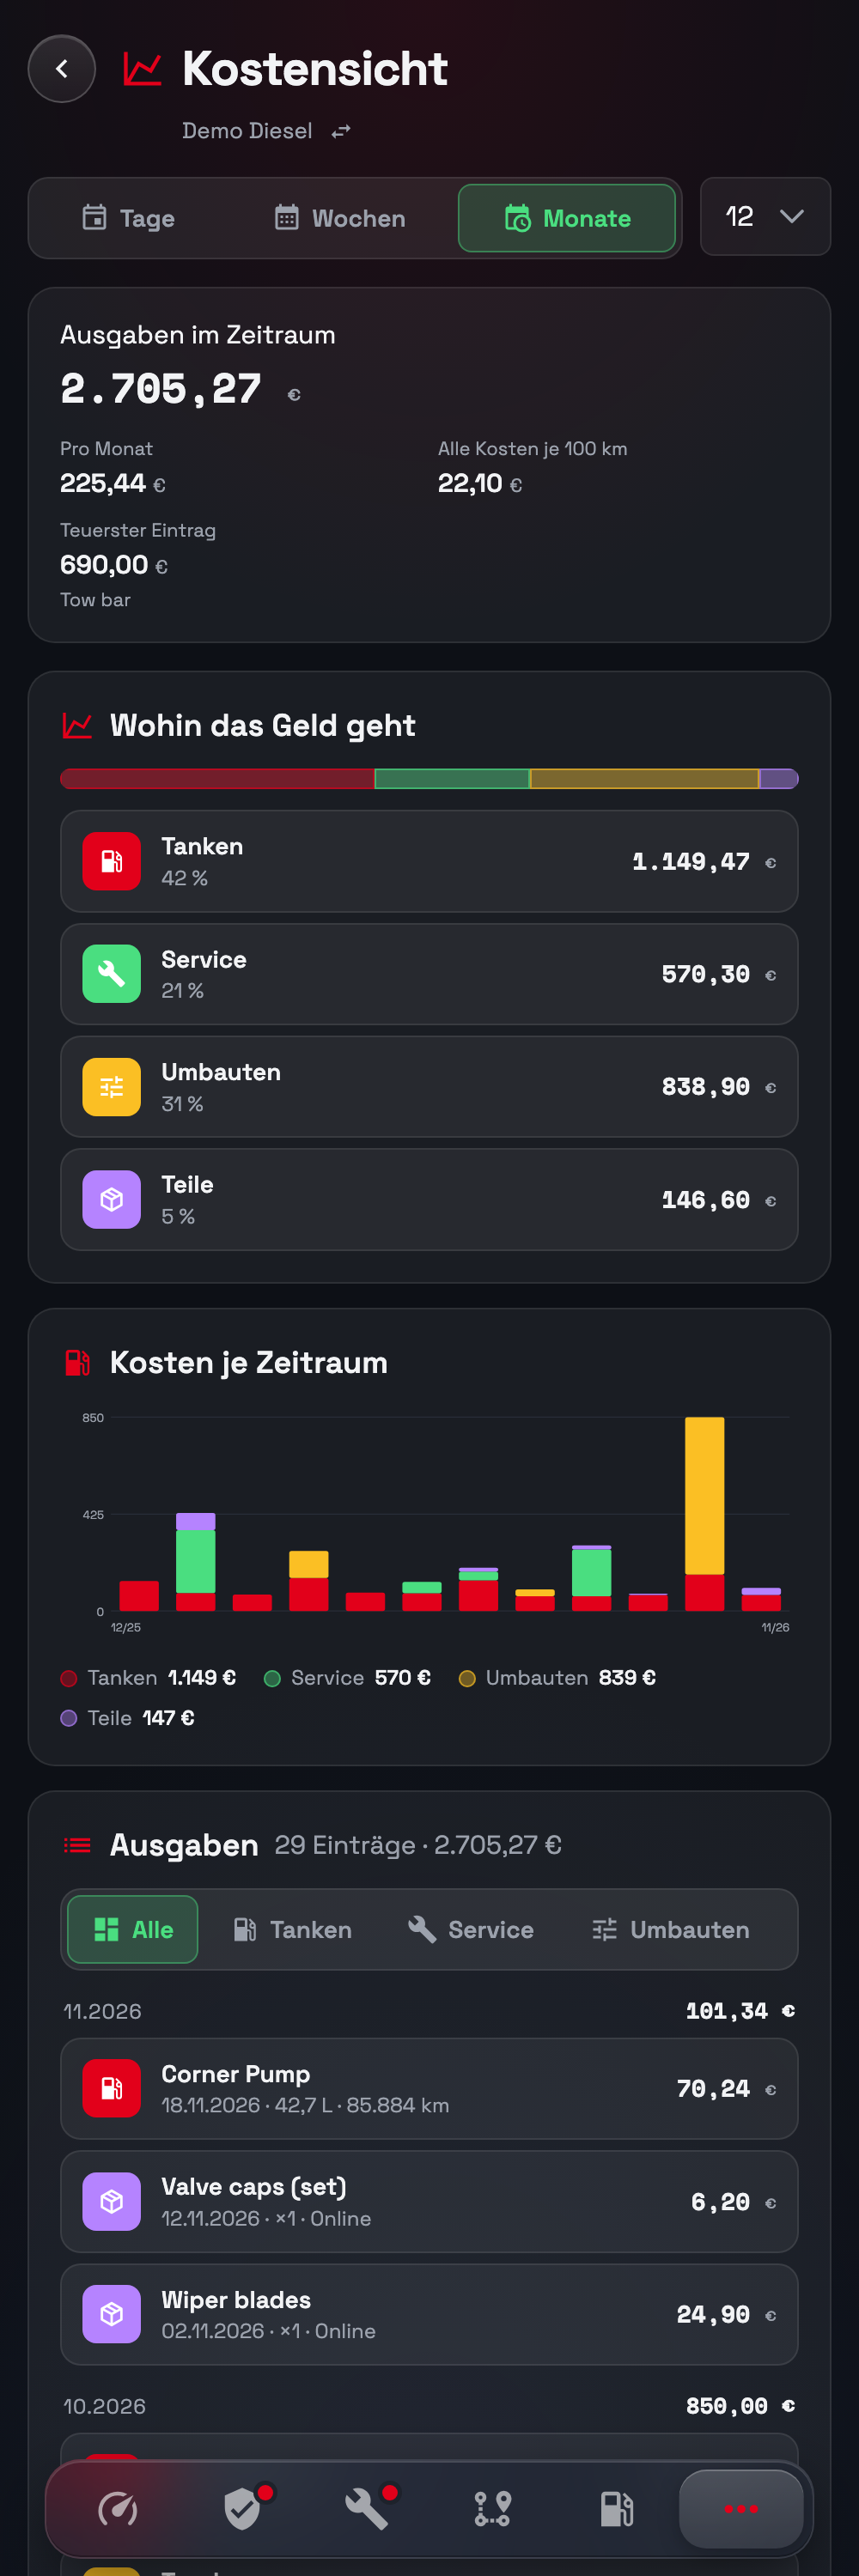 Kostensicht
Demo Diesel
Tage Wochen Monate 12
Ausgaben im Zeitraum
2.705,27 €
Pro Monat Alle Kosten je 100 km
225,44 € 22,10 €
Teuerster Eintrag
690,00 €
Tow bar
Wohin das Geld geht
Tanken
42 %
1.149,47 €
Service
21 %
570,30 €
Umbauten
31 %
838,90 €
Teile
5 %
146,60 €
Kosten je Zeitraum
850
425
0
12/25 11/26
Tanken 1.149 € Service 570 € Umbauten 839 €
Teile 147 €
Ausgaben 29 Einträge · 2.705,27 €
Alle Tanken Service Umbauten
11.2026 101,34 €
Corner Pump
18.11.2026 · 42,7 L · 85.884 km
70,24 €
Valve caps (set)
12.11.2026 · ×1 · Online
6,20 €
Wiper blades
02.11.2026 · ×1 · Online
24,90 €
10.2026 850,00 €